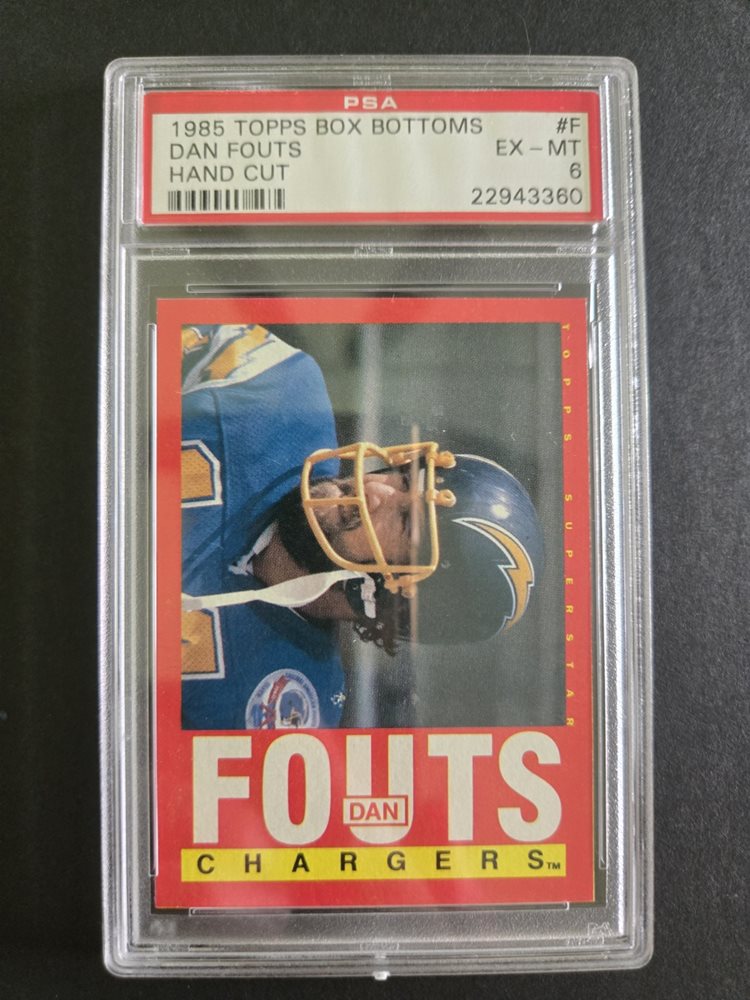 PSA
1985 TOPPS BOX BOTTOMS #F
DAN FOUTS EX - MT
HAND CUT 6
22943360
TOPPS SUPERSTAR
FOUTS
DAN
CHARGERS™